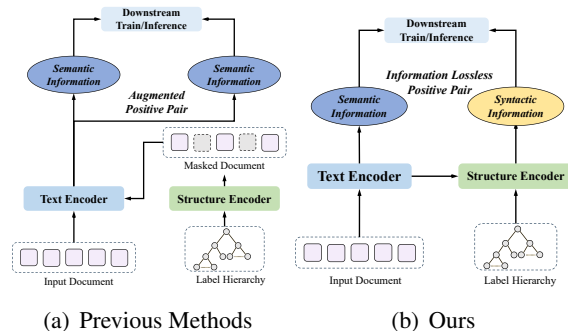 Downstream
Train/Inference
Semantic
Information
Semantic
Information
Augmented
Positive Pair
Masked Document
Text Encoder
Structure Encoder
Input Document
Label Hierarchy
(a) Previous Methods
Downstream
Train/Inference
Information Lossless
Positive Pair
Semantic
Information
Syntactic
Information
Text Encoder
Structure Encoder
Input Document
Label Hierarchy
(b) Ours